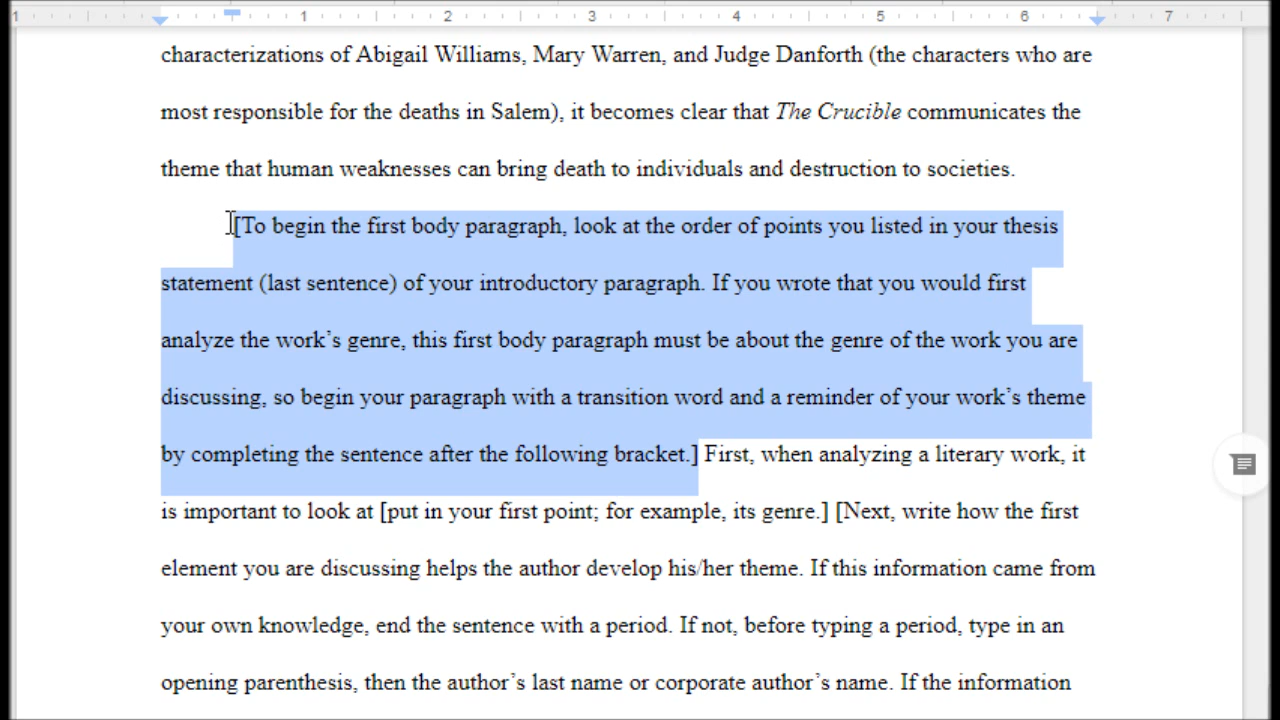 1 1 2 3 4 5 6 7
characterizations of Abigail Williams, Mary Warren, and Judge Danforth (the characters who are
most responsible for the deaths in Salem), it becomes clear that The Crucible communicates the
theme that human weaknesses can bring death to individuals and destruction to societies.
[To begin the first body paragraph, look at the order of points you listed in your thesis
statement (last sentence) of your introductory paragraph. If you wrote that you would first
analyze the work’s genre, this first body paragraph must be about the genre of the work you are
discussing, so begin your paragraph with a transition word and a reminder of your work’s theme
by completing the sentence after the following bracket.] First, when analyzing a literary work, it
is important to look at [put in your first point; for example, its genre.] [Next, write how the first
element you are discussing helps the author develop his/her theme. If this information came from
your own knowledge, end the sentence with a period. If not, before typing a period, type in an
opening parenthesis, then the author’s last name or corporate author’s name. If the information